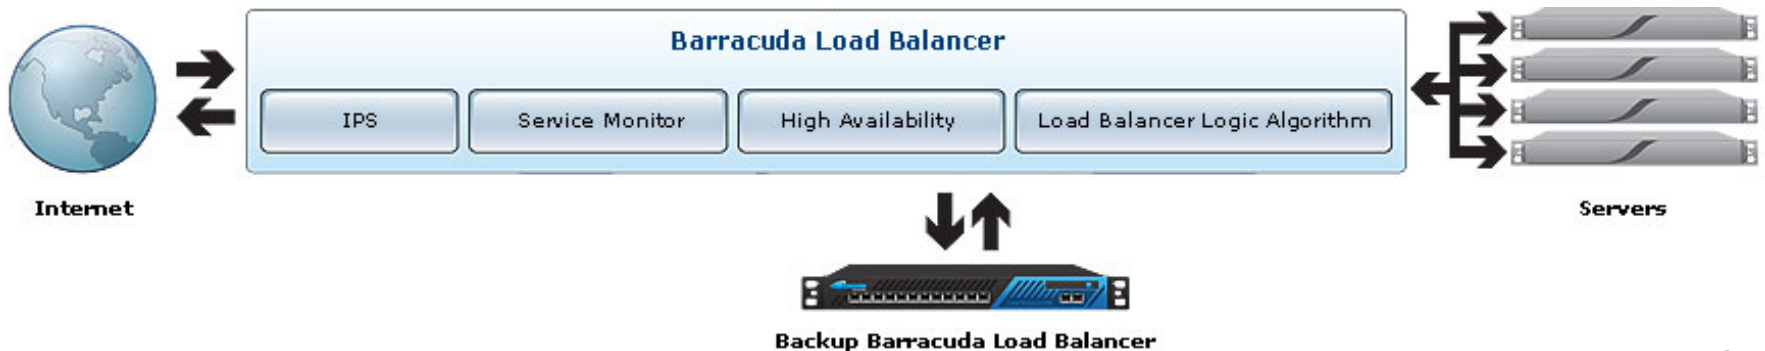 Barracuda Load Balancer
IPS
Service Monitor
High Availability
Load Balancer Logic Algorithm
Internet
Servers
Backup Barracuda Load Balancer